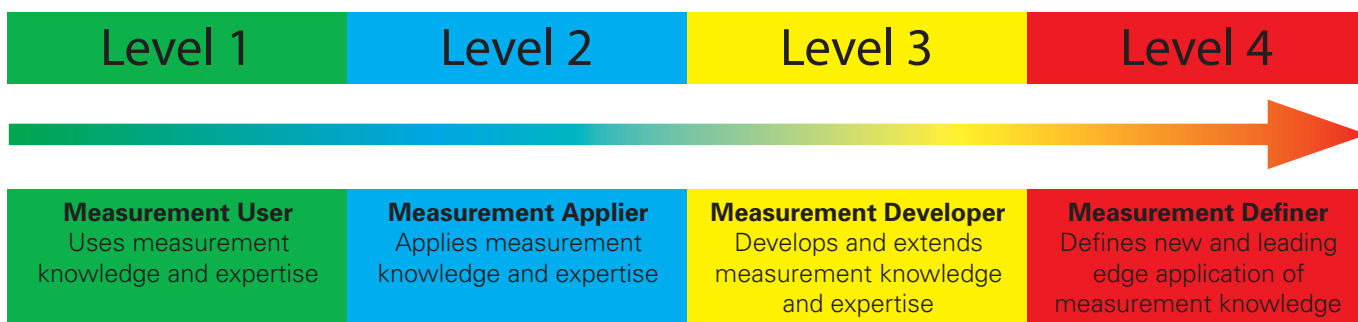 Level 1
Level 2
Level 3
Level 4
Measurement User
Uses measurement
knowledge and expertise
Measurement Applier
Applies measurement
knowledge and expertise
Measurement Developer
Develops and extends
measurement knowledge
and expertise
Measurement Definer
Defines new and leading
edge application of
measurement knowledge